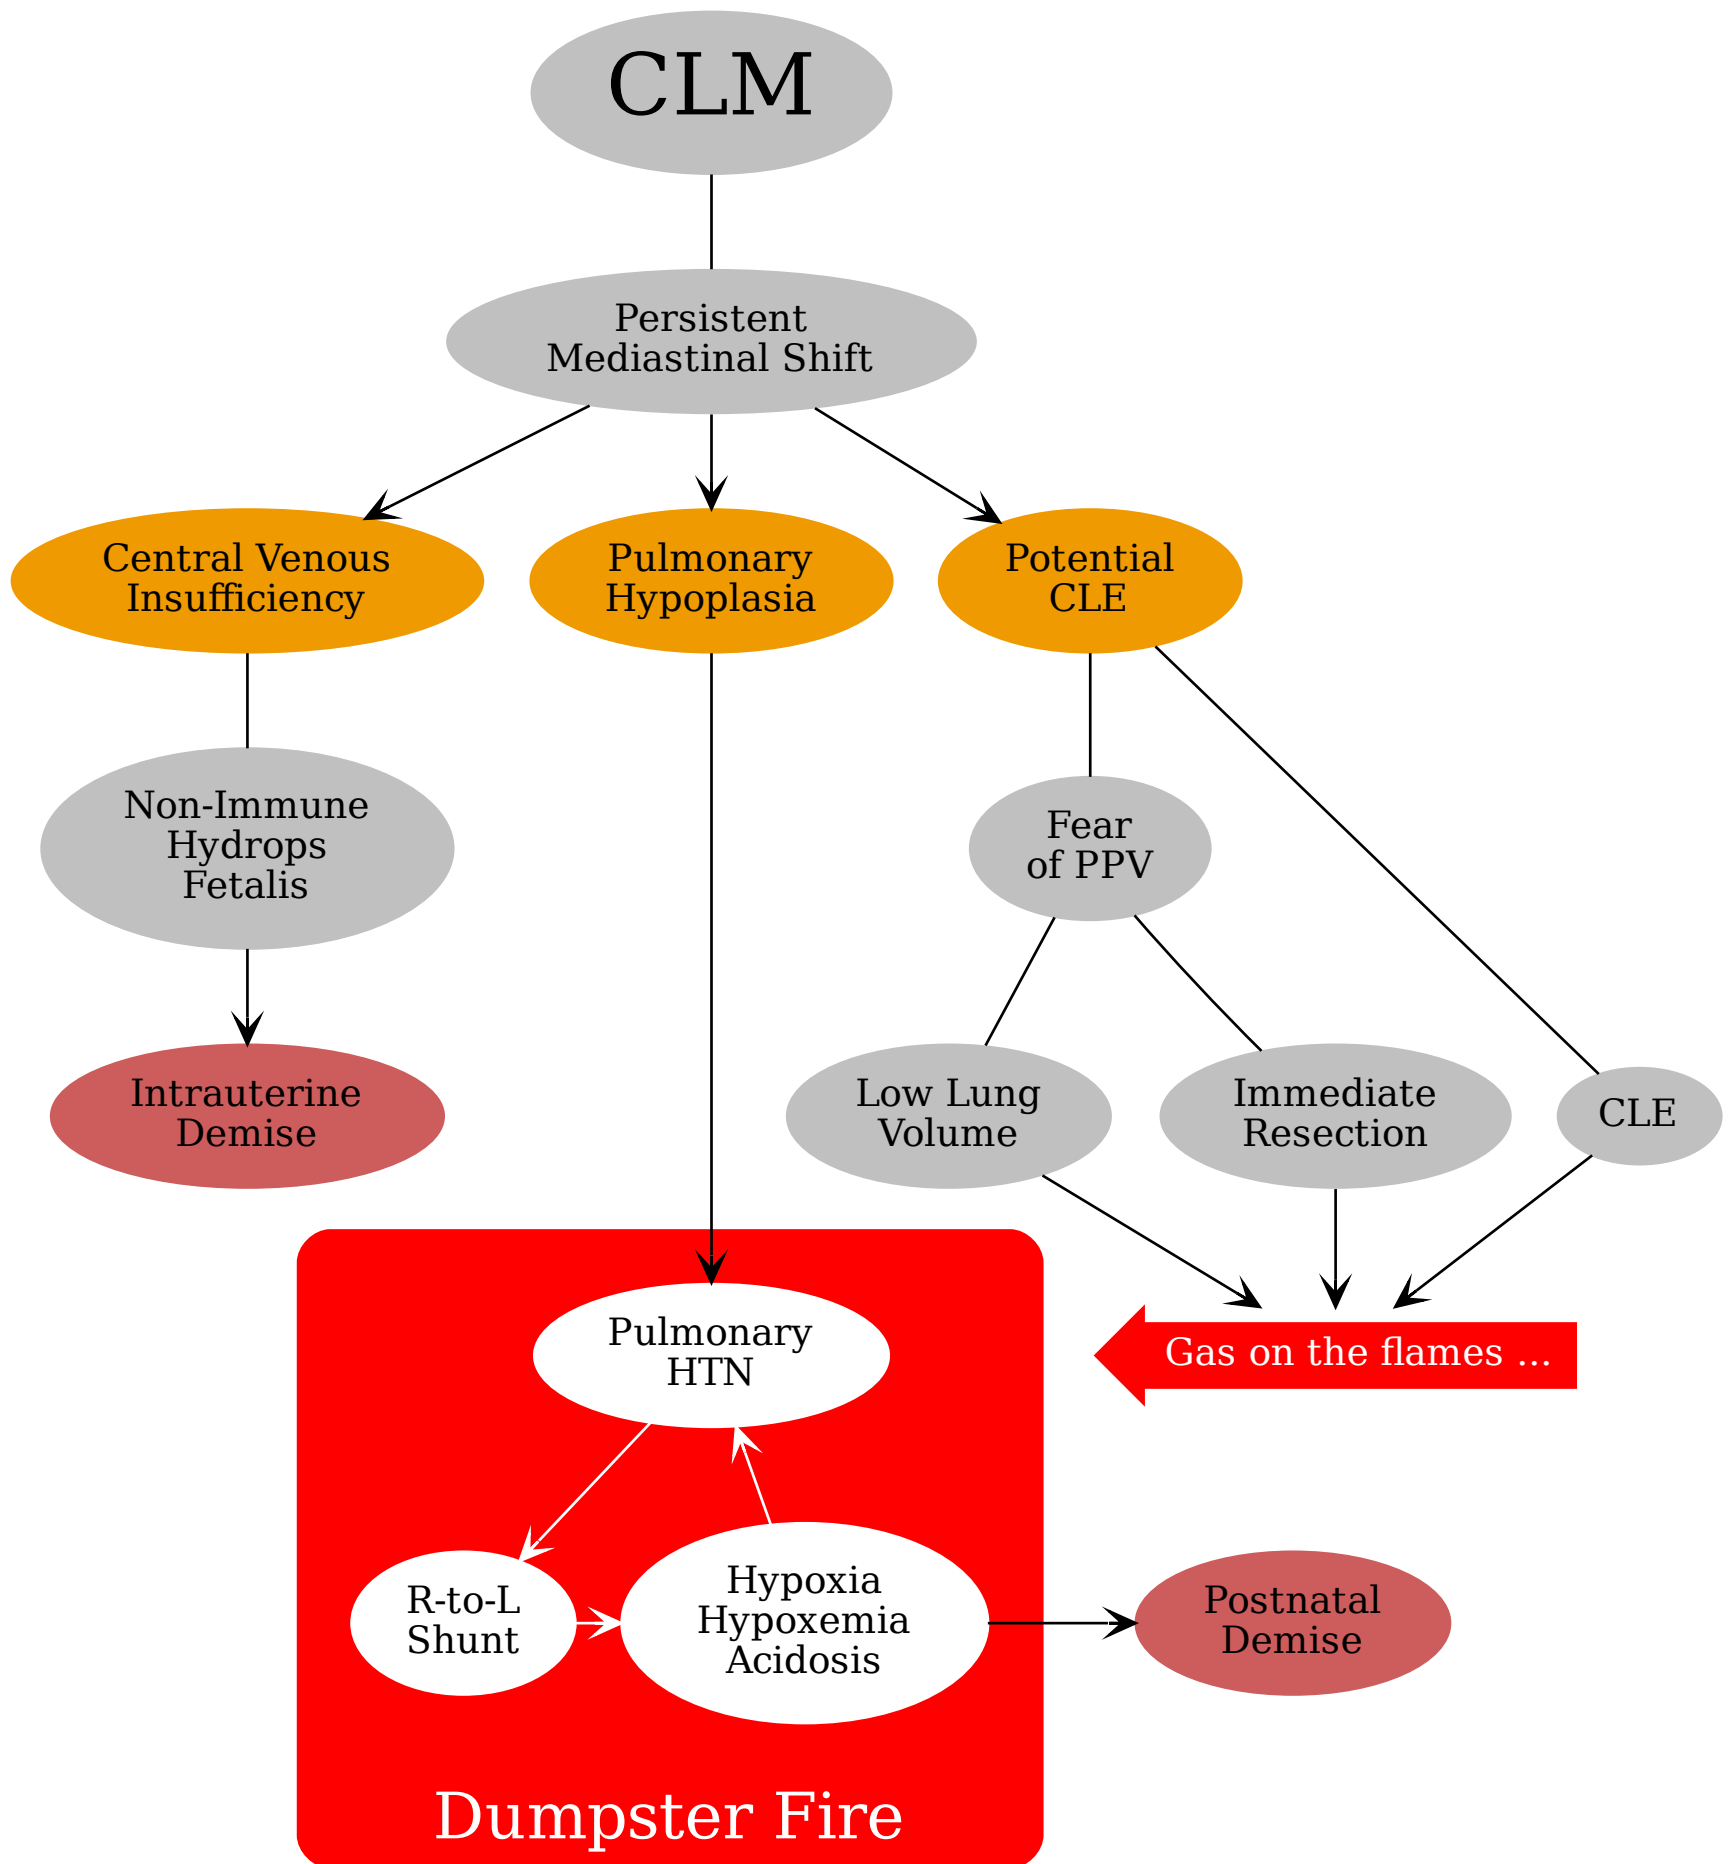 CLM
Persistent
Mediastinal Shift
Central Venous
Insufficiency
Pulmonary
Hypoplasia
Potential
CLE
Non-Immune
Hydrops
Fetalis
Fear
of PPV
Intrauterine
Demise
Low Lung
Volume
Immediate
Resection
CLE
Pulmonary
HTN
Gas on the flames ...
R-to-L
Shunt
Hypoxia
Hypoxemia
Acidosis
Postnatal
Demise
Dumpster Fire